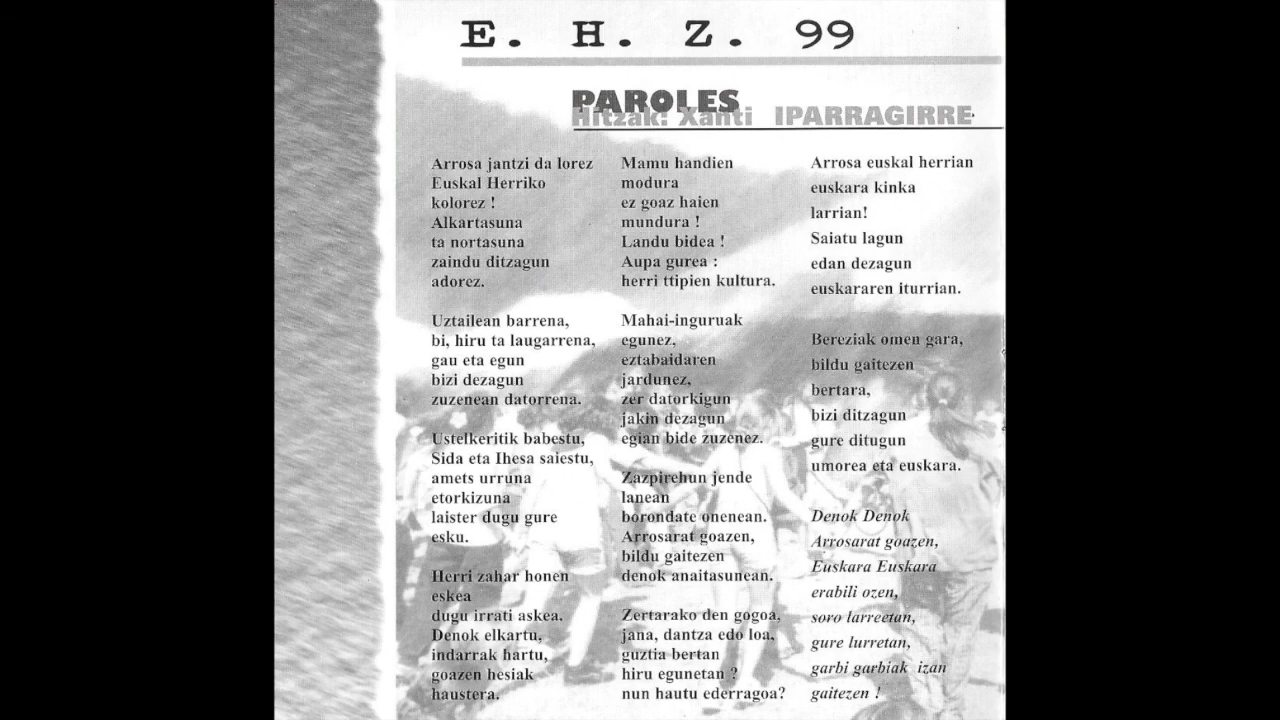 E. H. Z. 99
PAROLES
Hitzak: Xanti IPARRAGIRRE
Arrosa jantzi da lorez
Euskal Herriko
kolorez !
Alkartasuna
ta nortasuna
zaindu ditzagun
adorez.
Uztailean barrena,
bi, hiru ta laugarrena,
gau eta egun
bizi dezagun
zuzenean datorrena.
Ustelkeritik babestu,
Sida eta Ihesa saiestu,
amets urruna
etorkizuna
laister dugu gure
esku.
Herri zahar honen
eskea
dugu irrati askea.
Denok elkartu,
indarrak hartu,
goazen hesiak
haustera.
Mamu handien
modura
ez goaz haien
mundura !
Landu bidea !
Aupa gurea :
herri ttipien kultura.
Mahai-inguruak
egunez,
eztabaidaren
jardunez,
zer datorkigun
jakin dezagun
egian bide zuzenez.
Zazpirehun jende
lanean
borondate onenean.
Arrosarat goazen,
bildu gaitezen
denok anaitasunean.
Zertarako den gogoa,
jana, dantza edo loa,
guztia bertan
hiru egunetan ?
nun hautu ederragoa?
Arrosa euskal herrian
euskara kinka
larrian!
Saiatu lagun
edan dezagun
euskararen iturrian.
Bereziak omen gara,
bildu gaitezen
bertara,
bizi ditzagun
gure ditugun
umorea eta euskara.
Denok Denok
Arrosarat goazen,
Euskara Euskara
erabili ozen,
soro larreetan,
gure lurretan,
garbi garbiak izan
gaitezen !